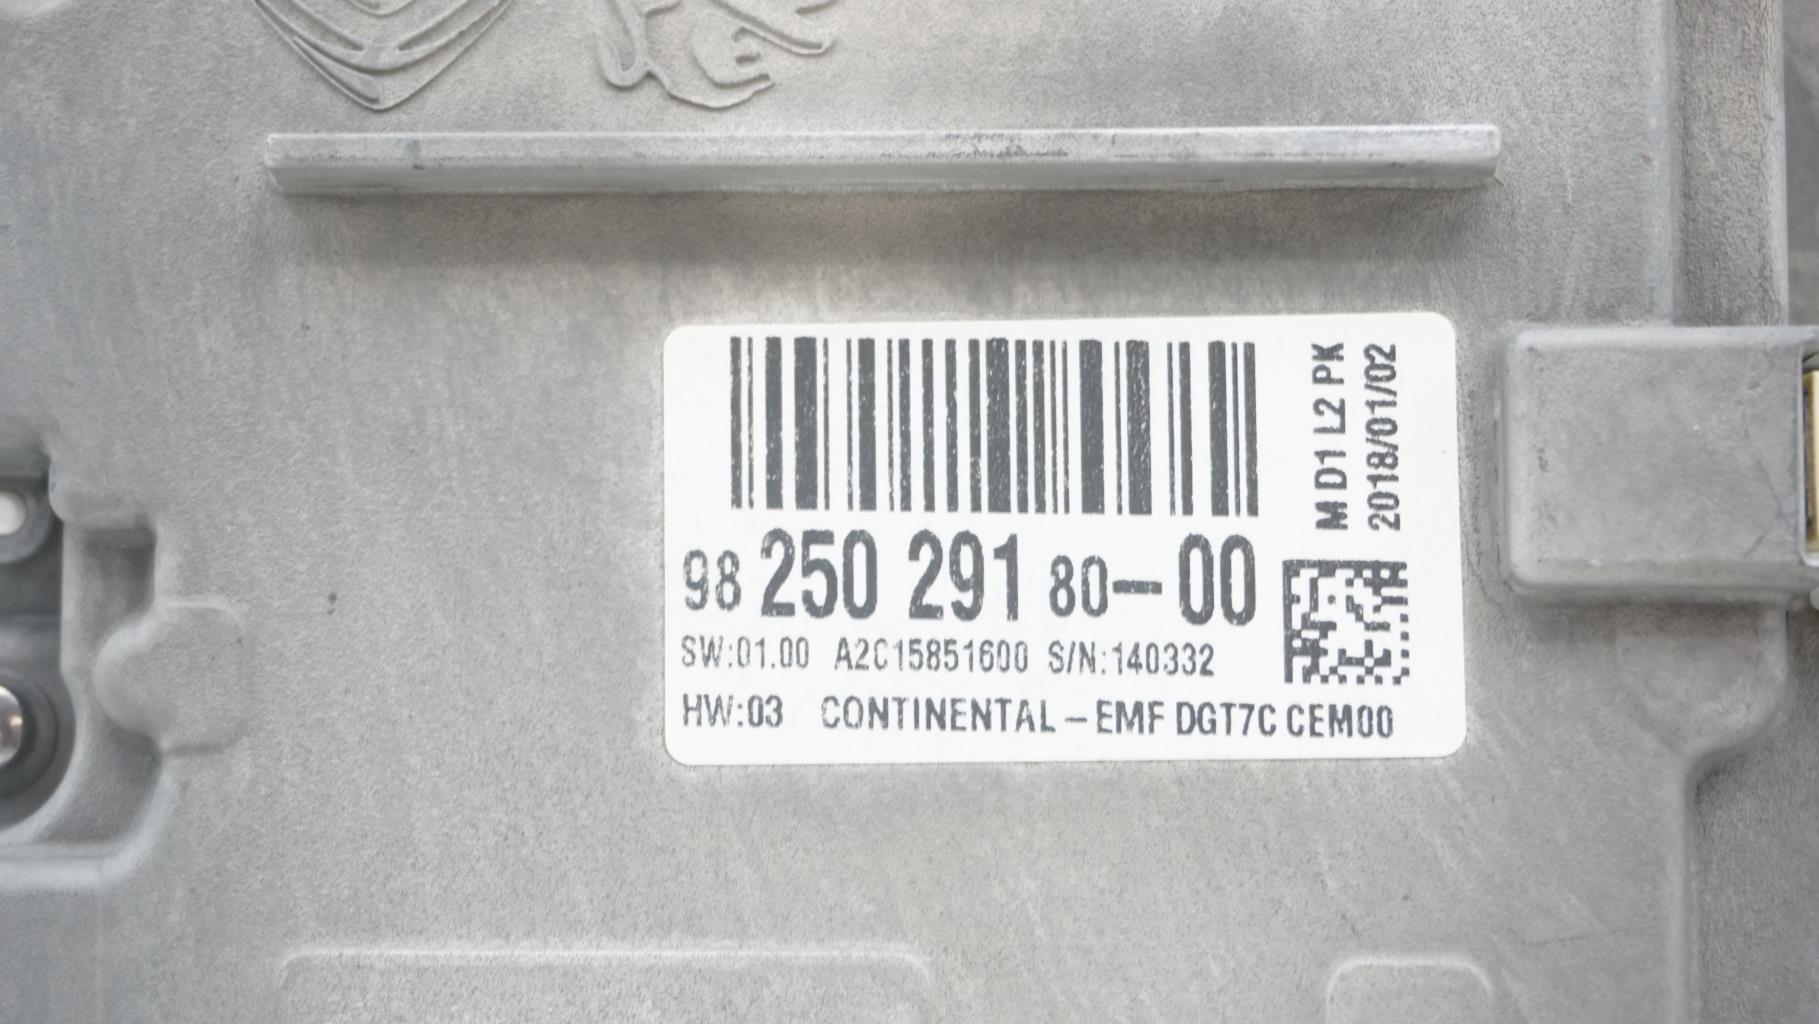 MD1 L2 PK
2018/01/02
98 250 291 80-00
SW:01.00 A2C15851600 S/N:140332
HW:03 CONTINENTAL-EMF DGT7C CEM00